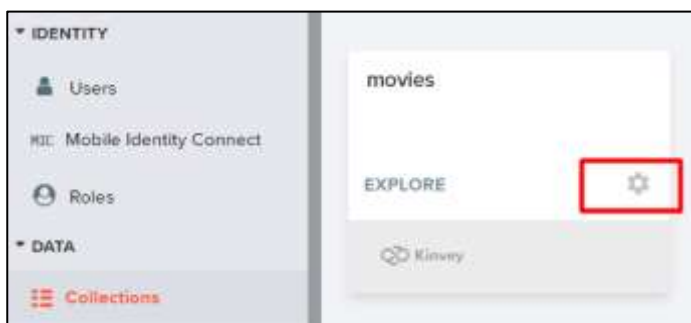 IDENTITY
Users
MIC Mobile Identity Connect
Roles
DATA
Collections
movies
EXPLORE
Kinvey